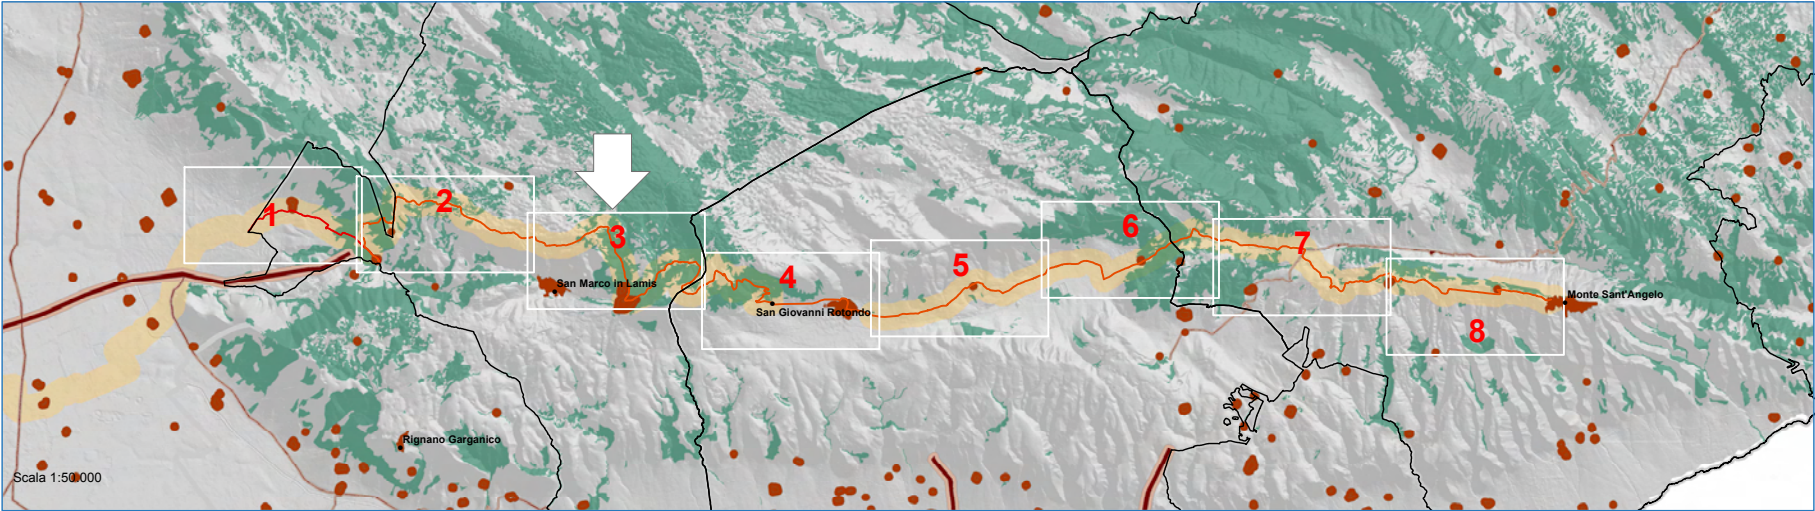 1
2
3
4
5
6
7
8
San Marco in Lamis
San Giovanni Rotondo
Monte Sant'Angelo
Rignano Garganico
Scala 1:50.000